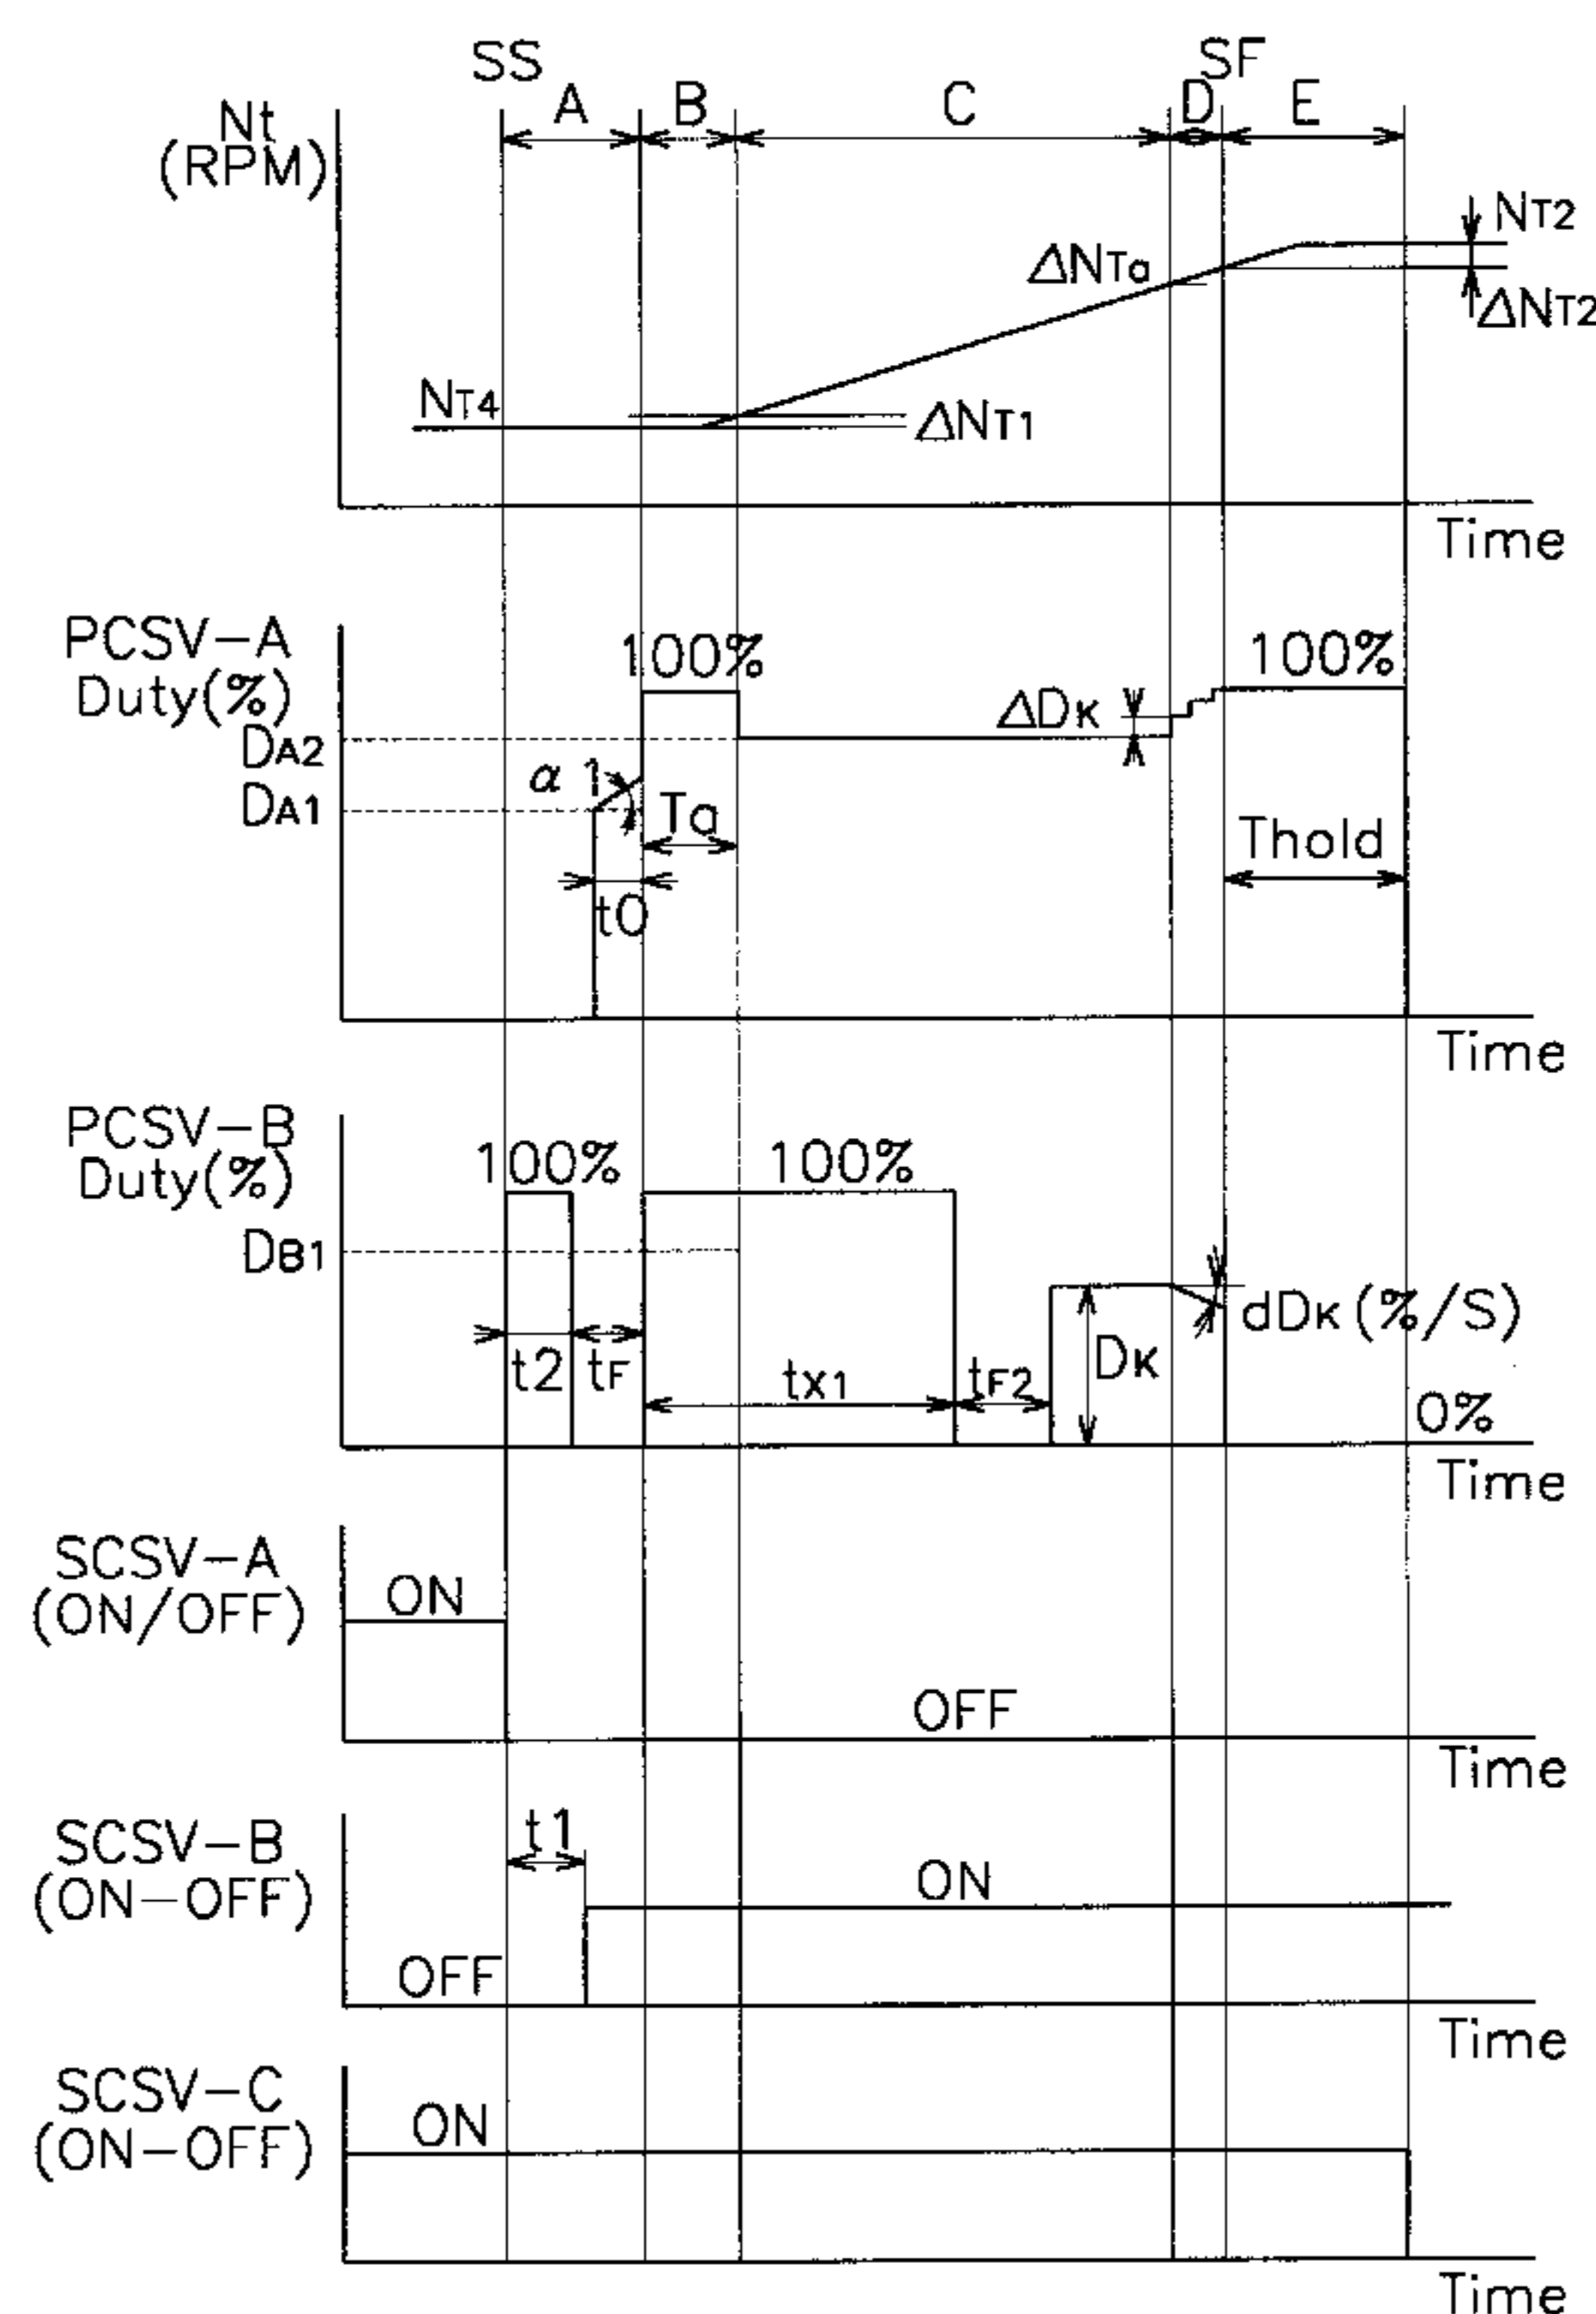 SS
SF
A
B
C
D
E
Nt
(RPM)
NT2
ΔNTa
ΔNT2
NT4
ΔNT1
Time
PCSV-A
Duty(%)
100%
100%
ΔDK
DA2
α 1
DA1
Ta
Thold
t0
Time
PCSV-B
Duty(%)
100%
100%
DB1
dDK(%/S)
t2
tF
tX1
tF2
DK
0%
Time
SCSV-A
(ON/OFF)
ON
OFF
Time
SCSV-B
(ON-OFF)
t1
ON
OFF
Time
SCSV-C
(ON-OFF)
ON
Time